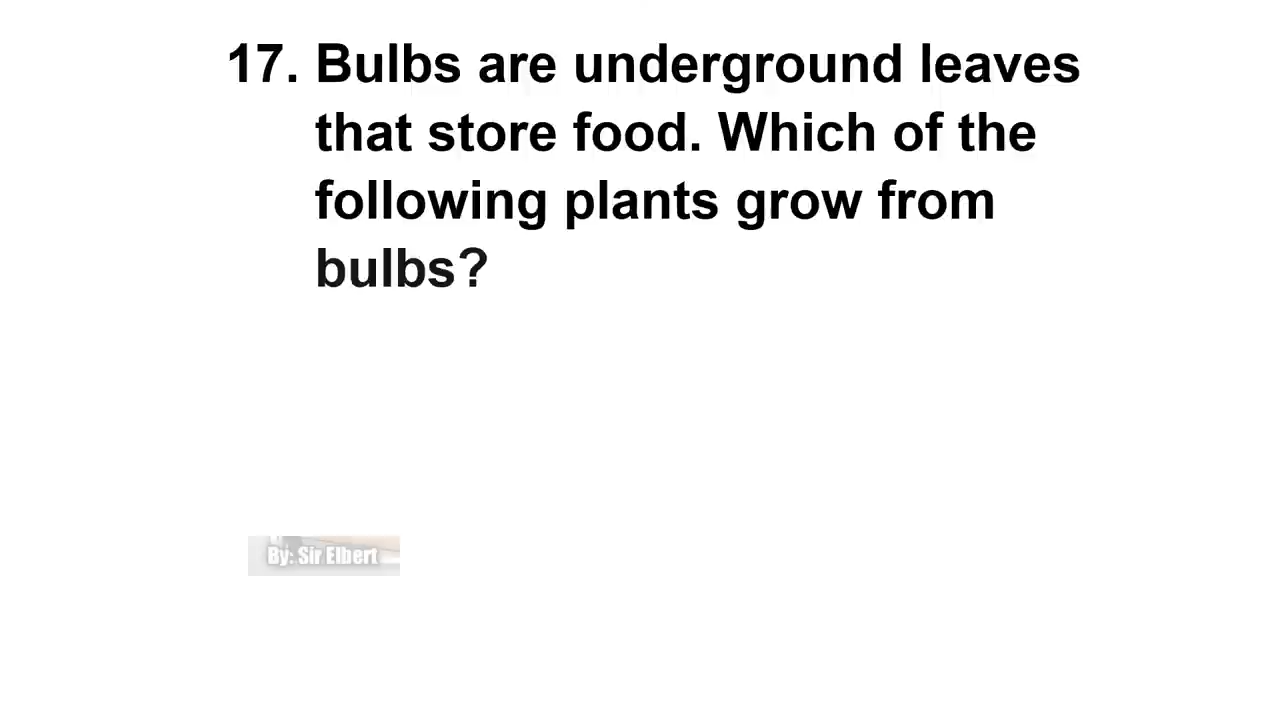 17. Bulbs are underground leaves
that store food. Which of the
following plants grow from
bulbs?
By: Sir Elbert